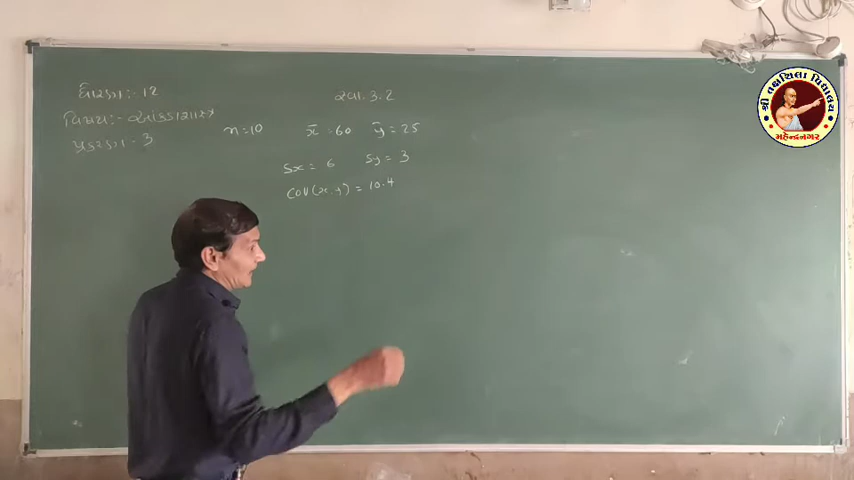 ધોરણ :- 12
સ્વા. 3.2
વિષય :- આંકડાશાસ્ત્ર
n = 10 x̄ = 60 ȳ = 25
પ્રકરણ - 3
Sx = 6 Sy = 3
COV(x,y) = 10.4
શ્રી તક્ષશિલા વિદ્યાલય
મહેન્દ્રનગર